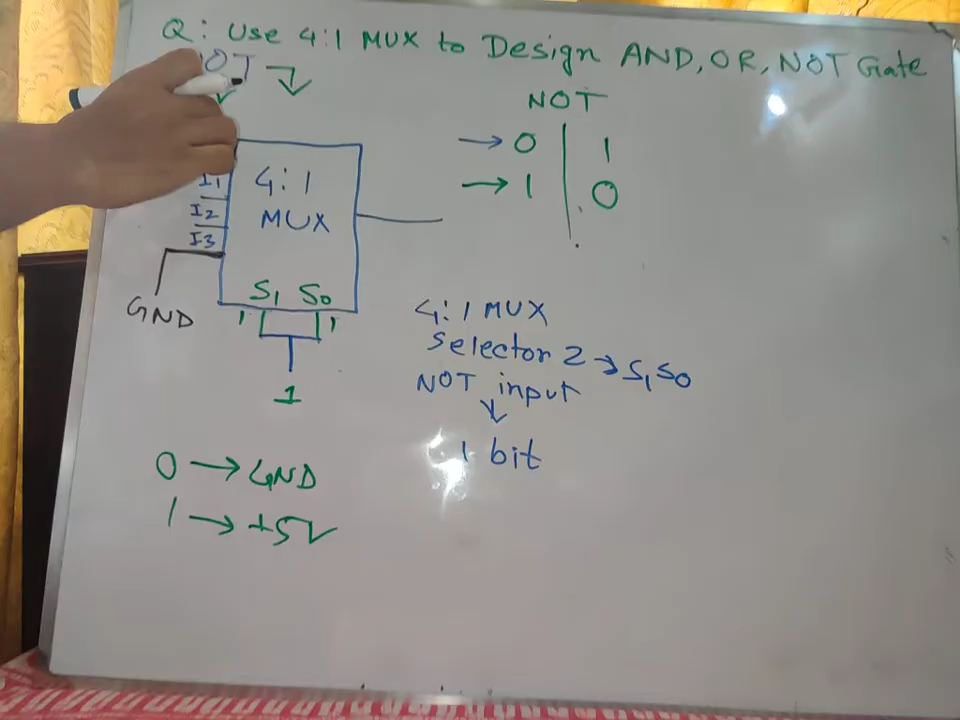 Q: Use 4:1 MUX to Design AND, OR, NOT Gate
NOT
0 | 1
1 | 0
4:1
MUX
I1
I2
I3
S1 S0
1 1
GND
1
4:1 MUX
selector 2 → S1 S0
NOT input
1 bit
0 → GND
1 → +5V